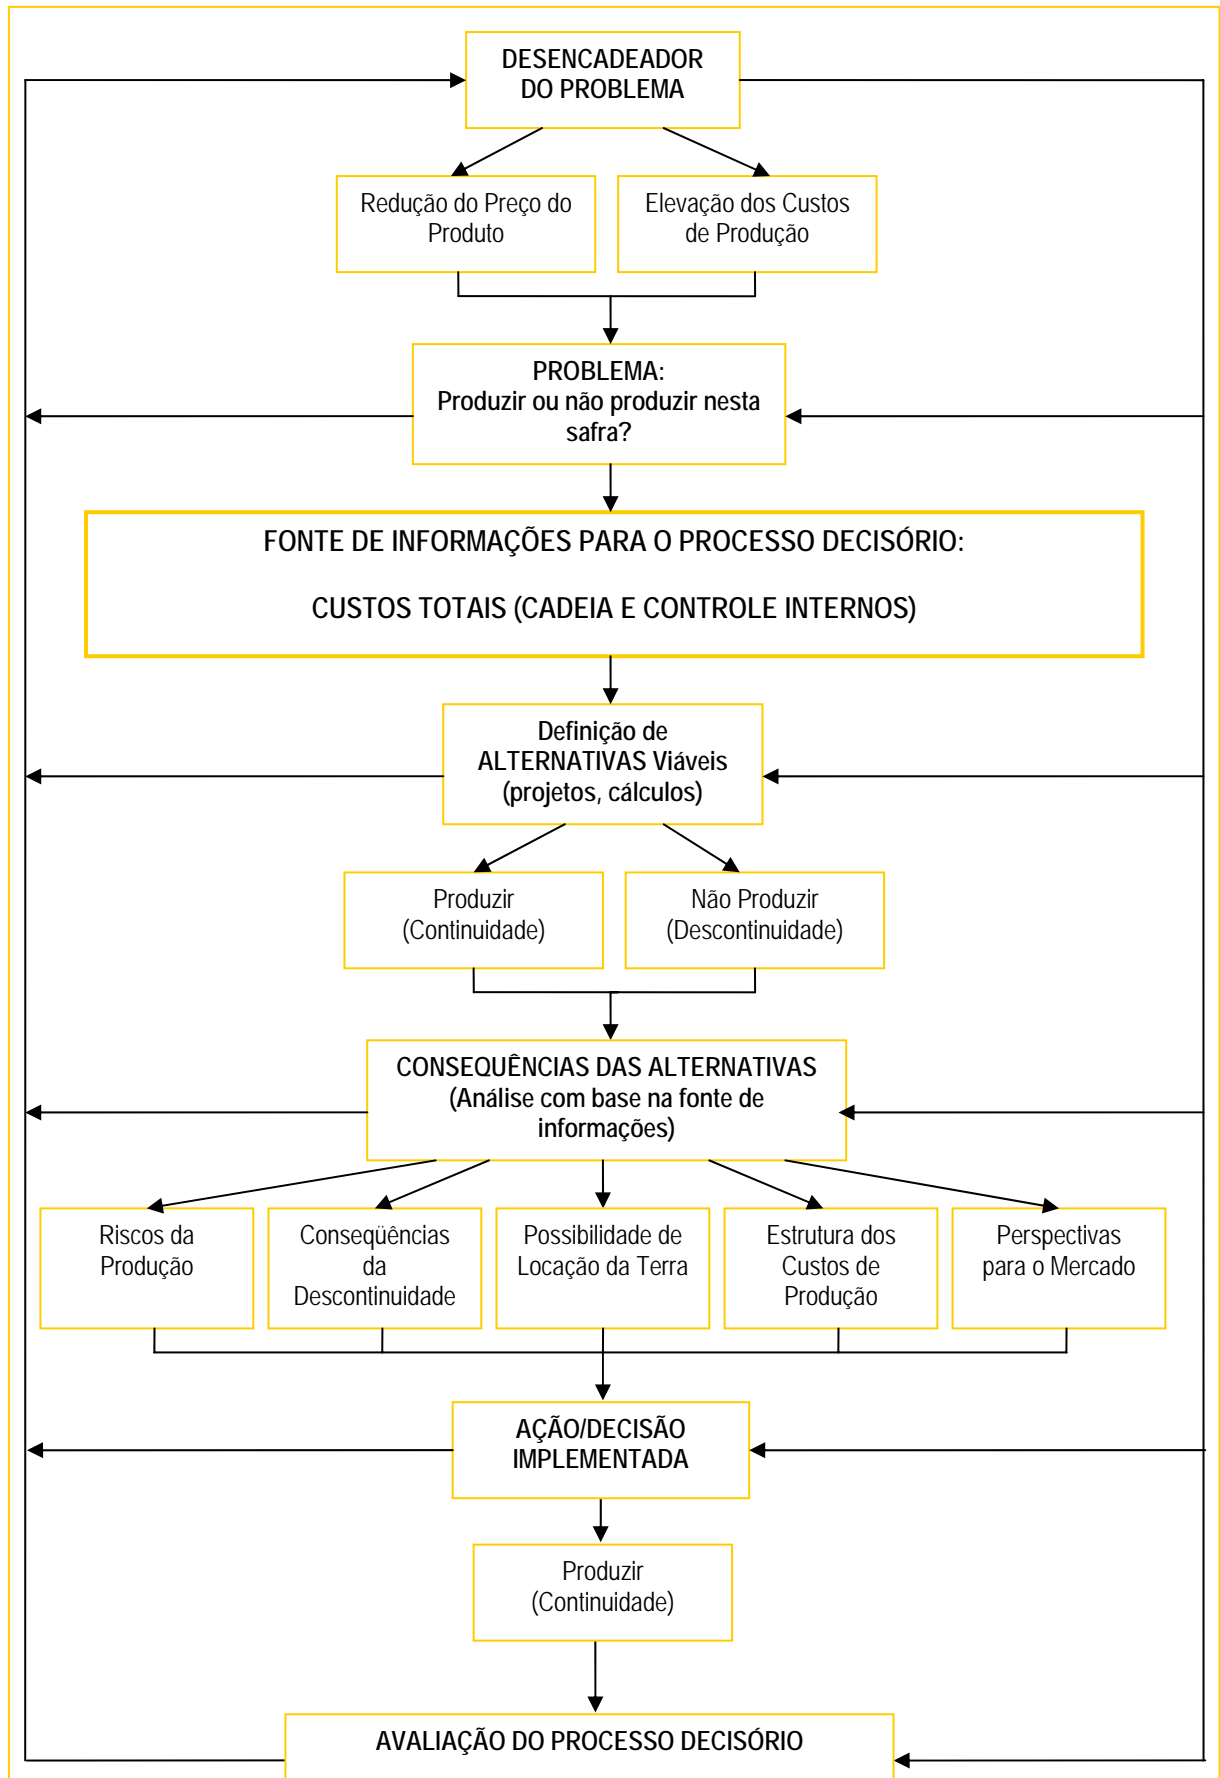 DESENCADEADOR
DO PROBLEMA
Redução do Preço do
Produto
Elevação dos Custos
de Produção
PROBLEMA:
Produzir ou não produzir nesta
safra?
FONTE DE INFORMAÇÕES PARA O PROCESSO DECISÓRIO:
CUSTOS TOTAIS (CADEIA E CONTROLE INTERNOS)
Definição de
ALTERNATIVAS Viáveis
(projetos, cálculos)
Produzir
(Continuidade)
Não Produzir
(Descontinuidade)
CONSEQUÊNCIAS DAS ALTERNATIVAS
(Análise com base na fonte de
informações)
Riscos da
Produção
Conseqüências
da
Descontinuidade
Possibilidade de
Locação da Terra
Estrutura dos
Custos de
Produção
Perspectivas
para o Mercado
AÇÃO/DECISÃO
IMPLEMENTADA
Produzir
(Continuidade)
AVALIAÇÃO DO PROCESSO DECISÓRIO